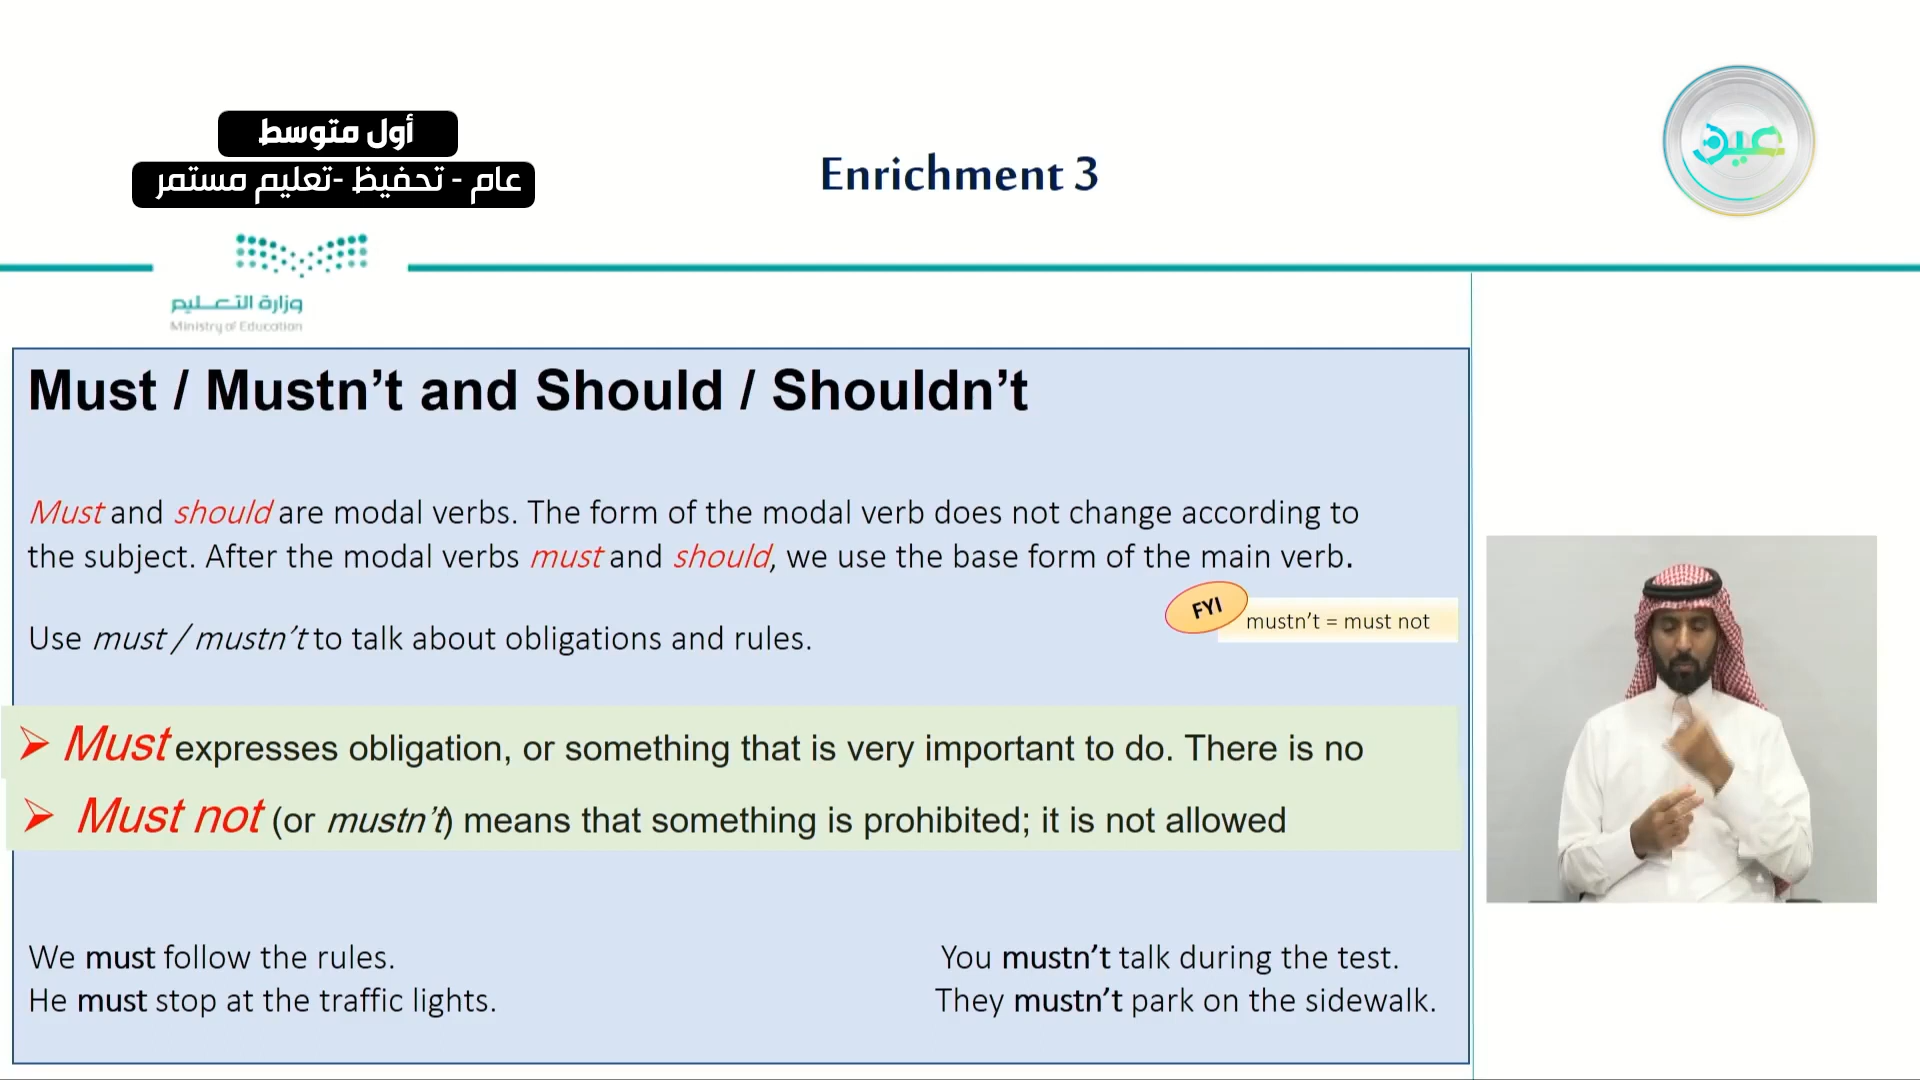 أول متوسط
عام - تحفيظ -تعليم مستمر
Enrichment 3
عين
وزارة التعليم
Ministry of Education
Must / Mustn’t and Should / Shouldn’t
Must and should are modal verbs. The form of the modal verb does not change according to
the subject. After the modal verbs must and should, we use the base form of the main verb.
FYI
mustn’t = must not
Use must / mustn’t to talk about obligations and rules.
➢ Must expresses obligation, or something that is very important to do. There is no
➢ Must not (or mustn’t) means that something is prohibited; it is not allowed
We must follow the rules.
You mustn’t talk during the test.
He must stop at the traffic lights.
They mustn’t park on the sidewalk.